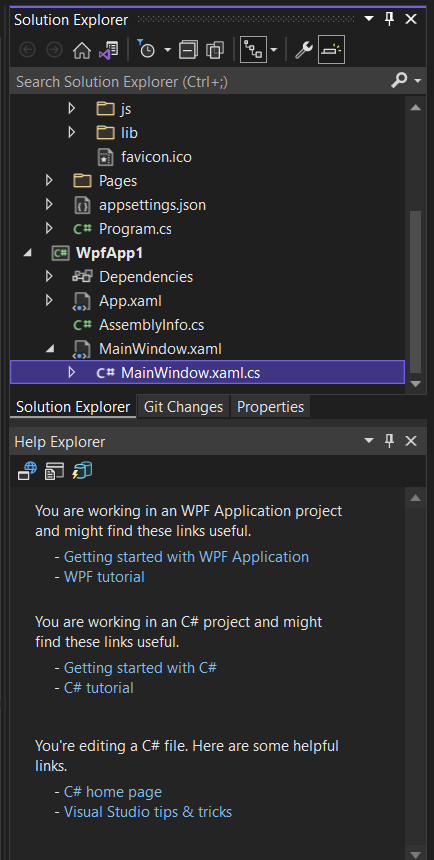 Solution Explorer
Search Solution Explorer (Ctrl+;)
js
lib
favicon.ico
Pages
appsettings.json
C# Program.cs
C# WpfApp1
Dependencies
App.xaml
C# AssemblyInfo.cs
MainWindow.xaml
C# MainWindow.xaml.cs
Solution Explorer Git Changes Properties
Help Explorer
You are working in an WPF Application project
and might find these links useful.
- Getting started with WPF Application
- WPF tutorial
You are working in an C# project and might
find these links useful.
- Getting started with C#
- C# tutorial
You're editing a C# file. Here are some helpful
links.
- C# home page
- Visual Studio tips & tricks